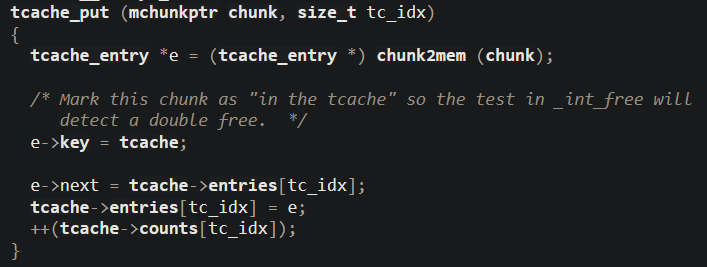 tcache_put (mchunkptr chunk, size_t tc_idx)
{
  tcache_entry *e = (tcache_entry *) chunk2mem (chunk);

  /* Mark this chunk as "in the tcache" so the test in _int_free will
     detect a double free.  */
  e->key = tcache;

  e->next = tcache->entries[tc_idx];
  tcache->entries[tc_idx] = e;
  ++(tcache->counts[tc_idx]);
}